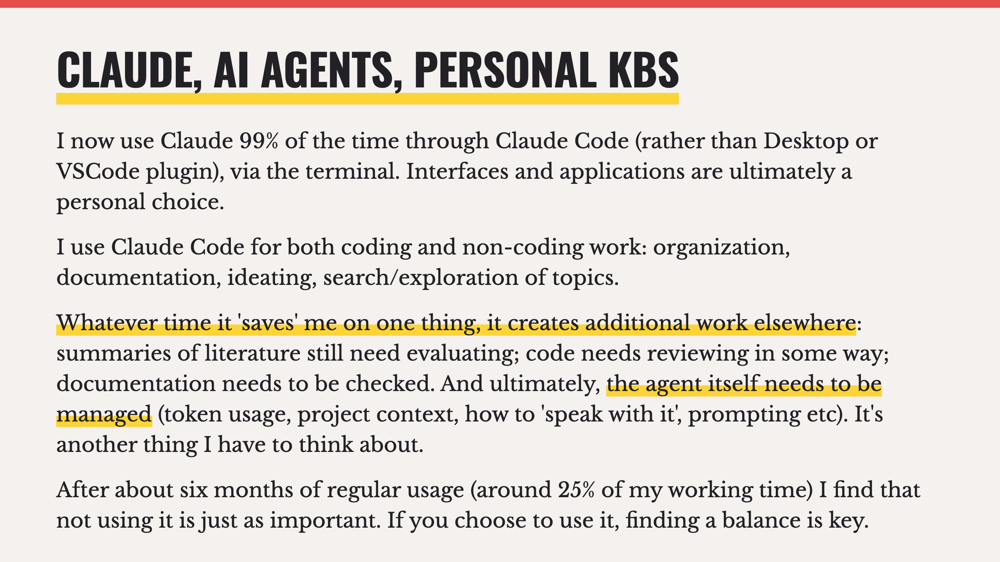 CLAUDE, AI AGENTS, PERSONAL KBS
I now use Claude 99% of the time through Claude Code (rather than Desktop or
VSCode plugin), via the terminal. Interfaces and applications are ultimately a
personal choice.
I use Claude Code for both coding and non-coding work: organization,
documentation, ideating, search/exploration of topics.
Whatever time it 'saves' me on one thing, it creates additional work elsewhere:
summaries of literature still need evaluating; code needs reviewing in some way;
documentation needs to be checked. And ultimately, the agent itself needs to be
managed (token usage, project context, how to 'speak with it', prompting etc). It's
another thing I have to think about.
After about six months of regular usage (around 25% of my working time) I find that
not using it is just as important. If you choose to use it, finding a balance is key.